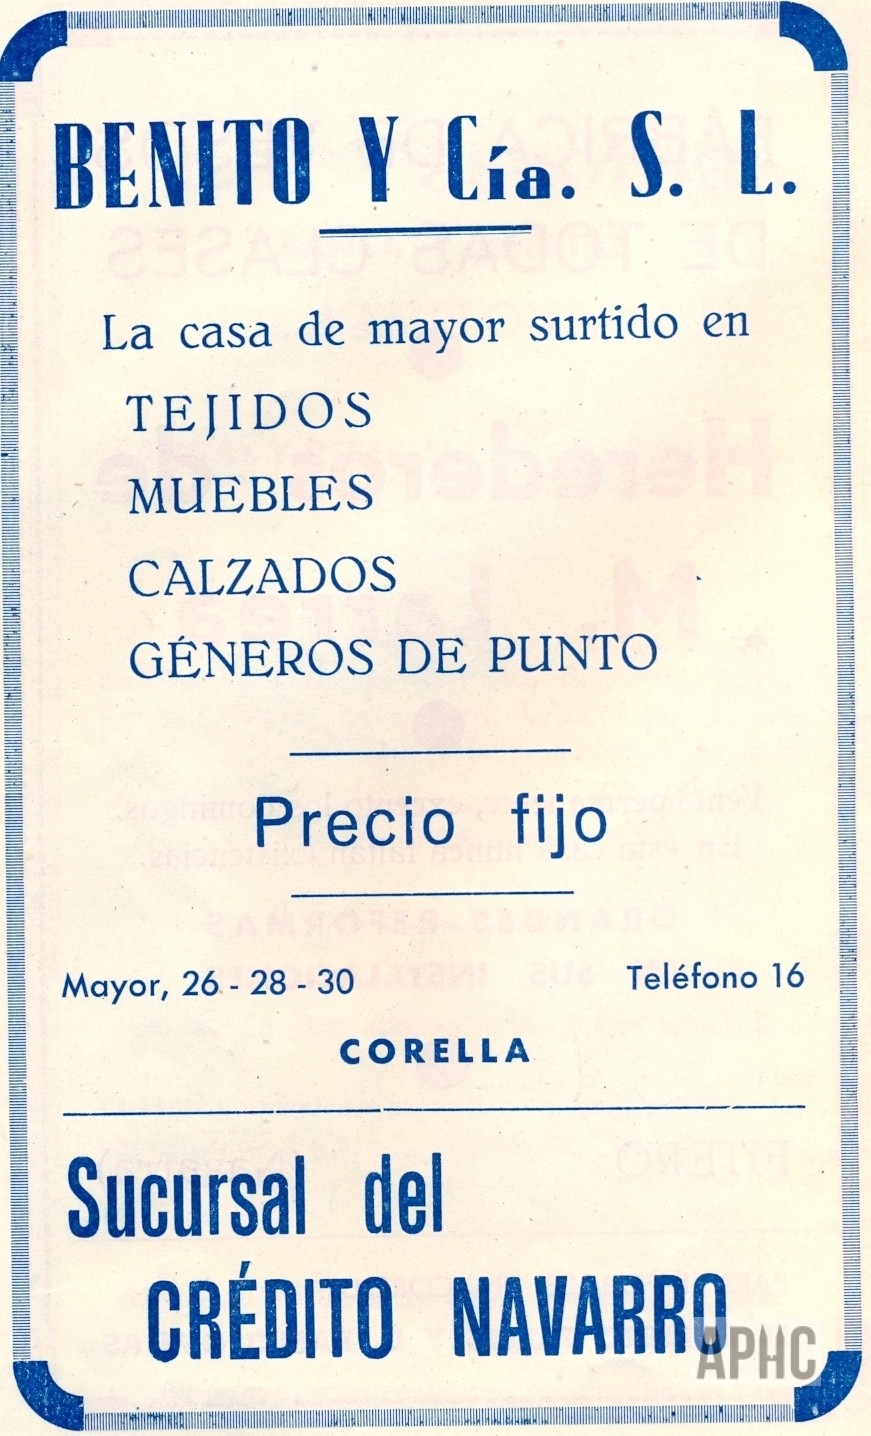 BENITO Y Cía. S. L.
La casa de mayor surtido en
TEJIDOS
MUEBLES
CALZADOS
GÉNEROS DE PUNTO
Precio fijo
Mayor, 26 - 28 - 30 Teléfono 16
CORELLA
Sucursal del
CRÉDITO NAVARRO
APHC